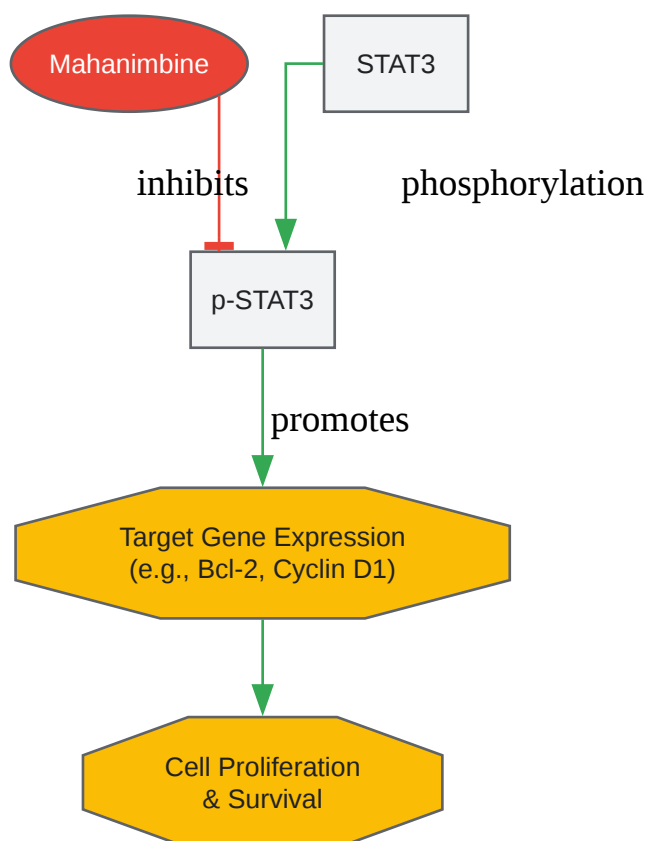 Mahanimbine
STAT3
inhibits
phosphorylation
p-STAT3
promotes
Target Gene Expression
(e.g., Bcl-2, Cyclin D1)
Cell Proliferation
& Survival